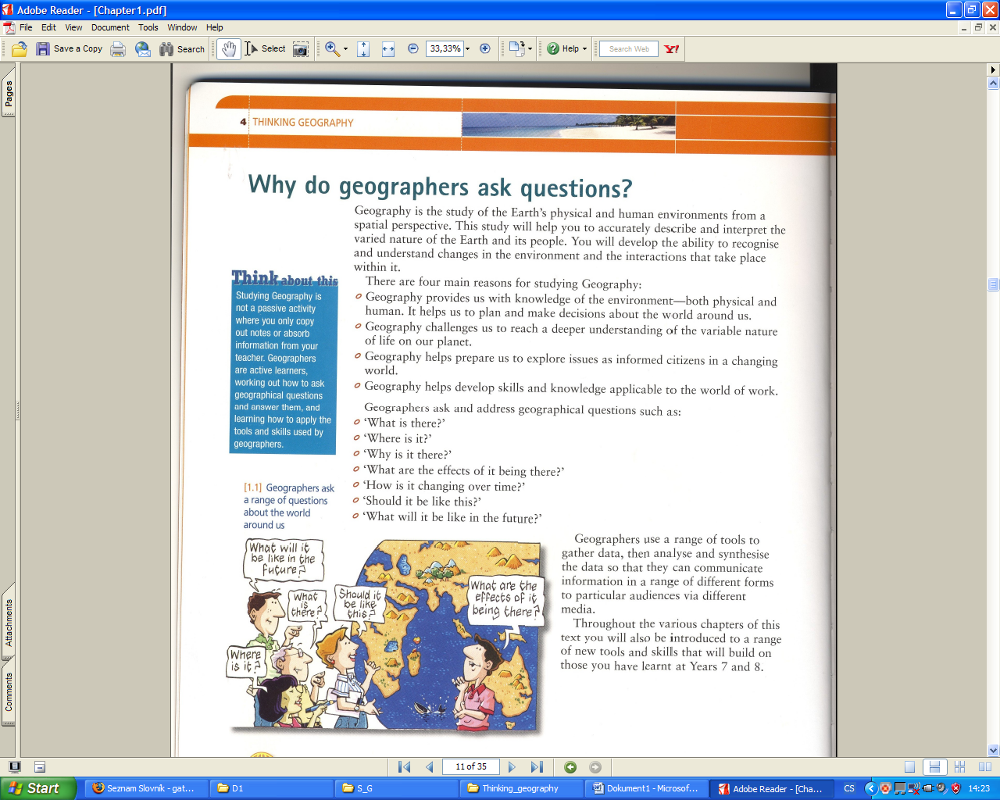 Adobe Reader - [Chapter1.pdf]
File Edit View Document Tools Window Help
Save a Copy Search Select 33,33% Help Search Web Y!
Pages
Attachments
Comments
4 THINKING GEOGRAPHY
Why do geographers ask questions?
Geography is the study of the Earth's physical and human environments from a
spatial perspective. This study will help you to accurately describe and interpret the
varied nature of the Earth and its people. You will develop the ability to recognise
and understand changes in the environment and the interactions that take place
within it.
There are four main reasons for studying Geography:
Geography provides us with knowledge of the environment—both physical and
human. It helps us to plan and make decisions about the world around us.
Geography challenges us to reach a deeper understanding of the variable nature
of life on our planet.
Geography helps prepare us to explore issues as informed citizens in a changing
world.
Geography helps develop skills and knowledge applicable to the world of work.
Geographers ask and address geographical questions such as:
'What is there?'
'Where is it?'
'Why is it there?'
'What are the effects of it being there?'
'How is it changing over time?'
'Should it be like this?'
'What will it be like in the future?'
Think about this
Studying Geography is
not a passive activity
where you only copy
out notes or absorb
information from your
teacher. Geographers
are active learners,
working out how to ask
geographical questions
and answer them, and
learning how to apply the
tools and skills used by
geographers.
[1.1] Geographers ask
a range of questions
about the world
around us
What will it
be like in the
future?
What
is
there?
Should it
be like
this?
What are the
effects of it
being there?
Where
is it?
Geographers use a range of tools to
gather data, then analyse and synthesise
the data so that they can communicate
information in a range of different forms
to particular audiences via different
media.
Throughout the various chapters of this
text you will also be introduced to a range
of new tools and skills that will build on
those you have learnt at Years 7 and 8.
11 of 35
Start Seznam Slovník - gat... D1 S_G Thinking_geography Dokument1 - Microsof... Adobe Reader - [Cha... CS 14:23